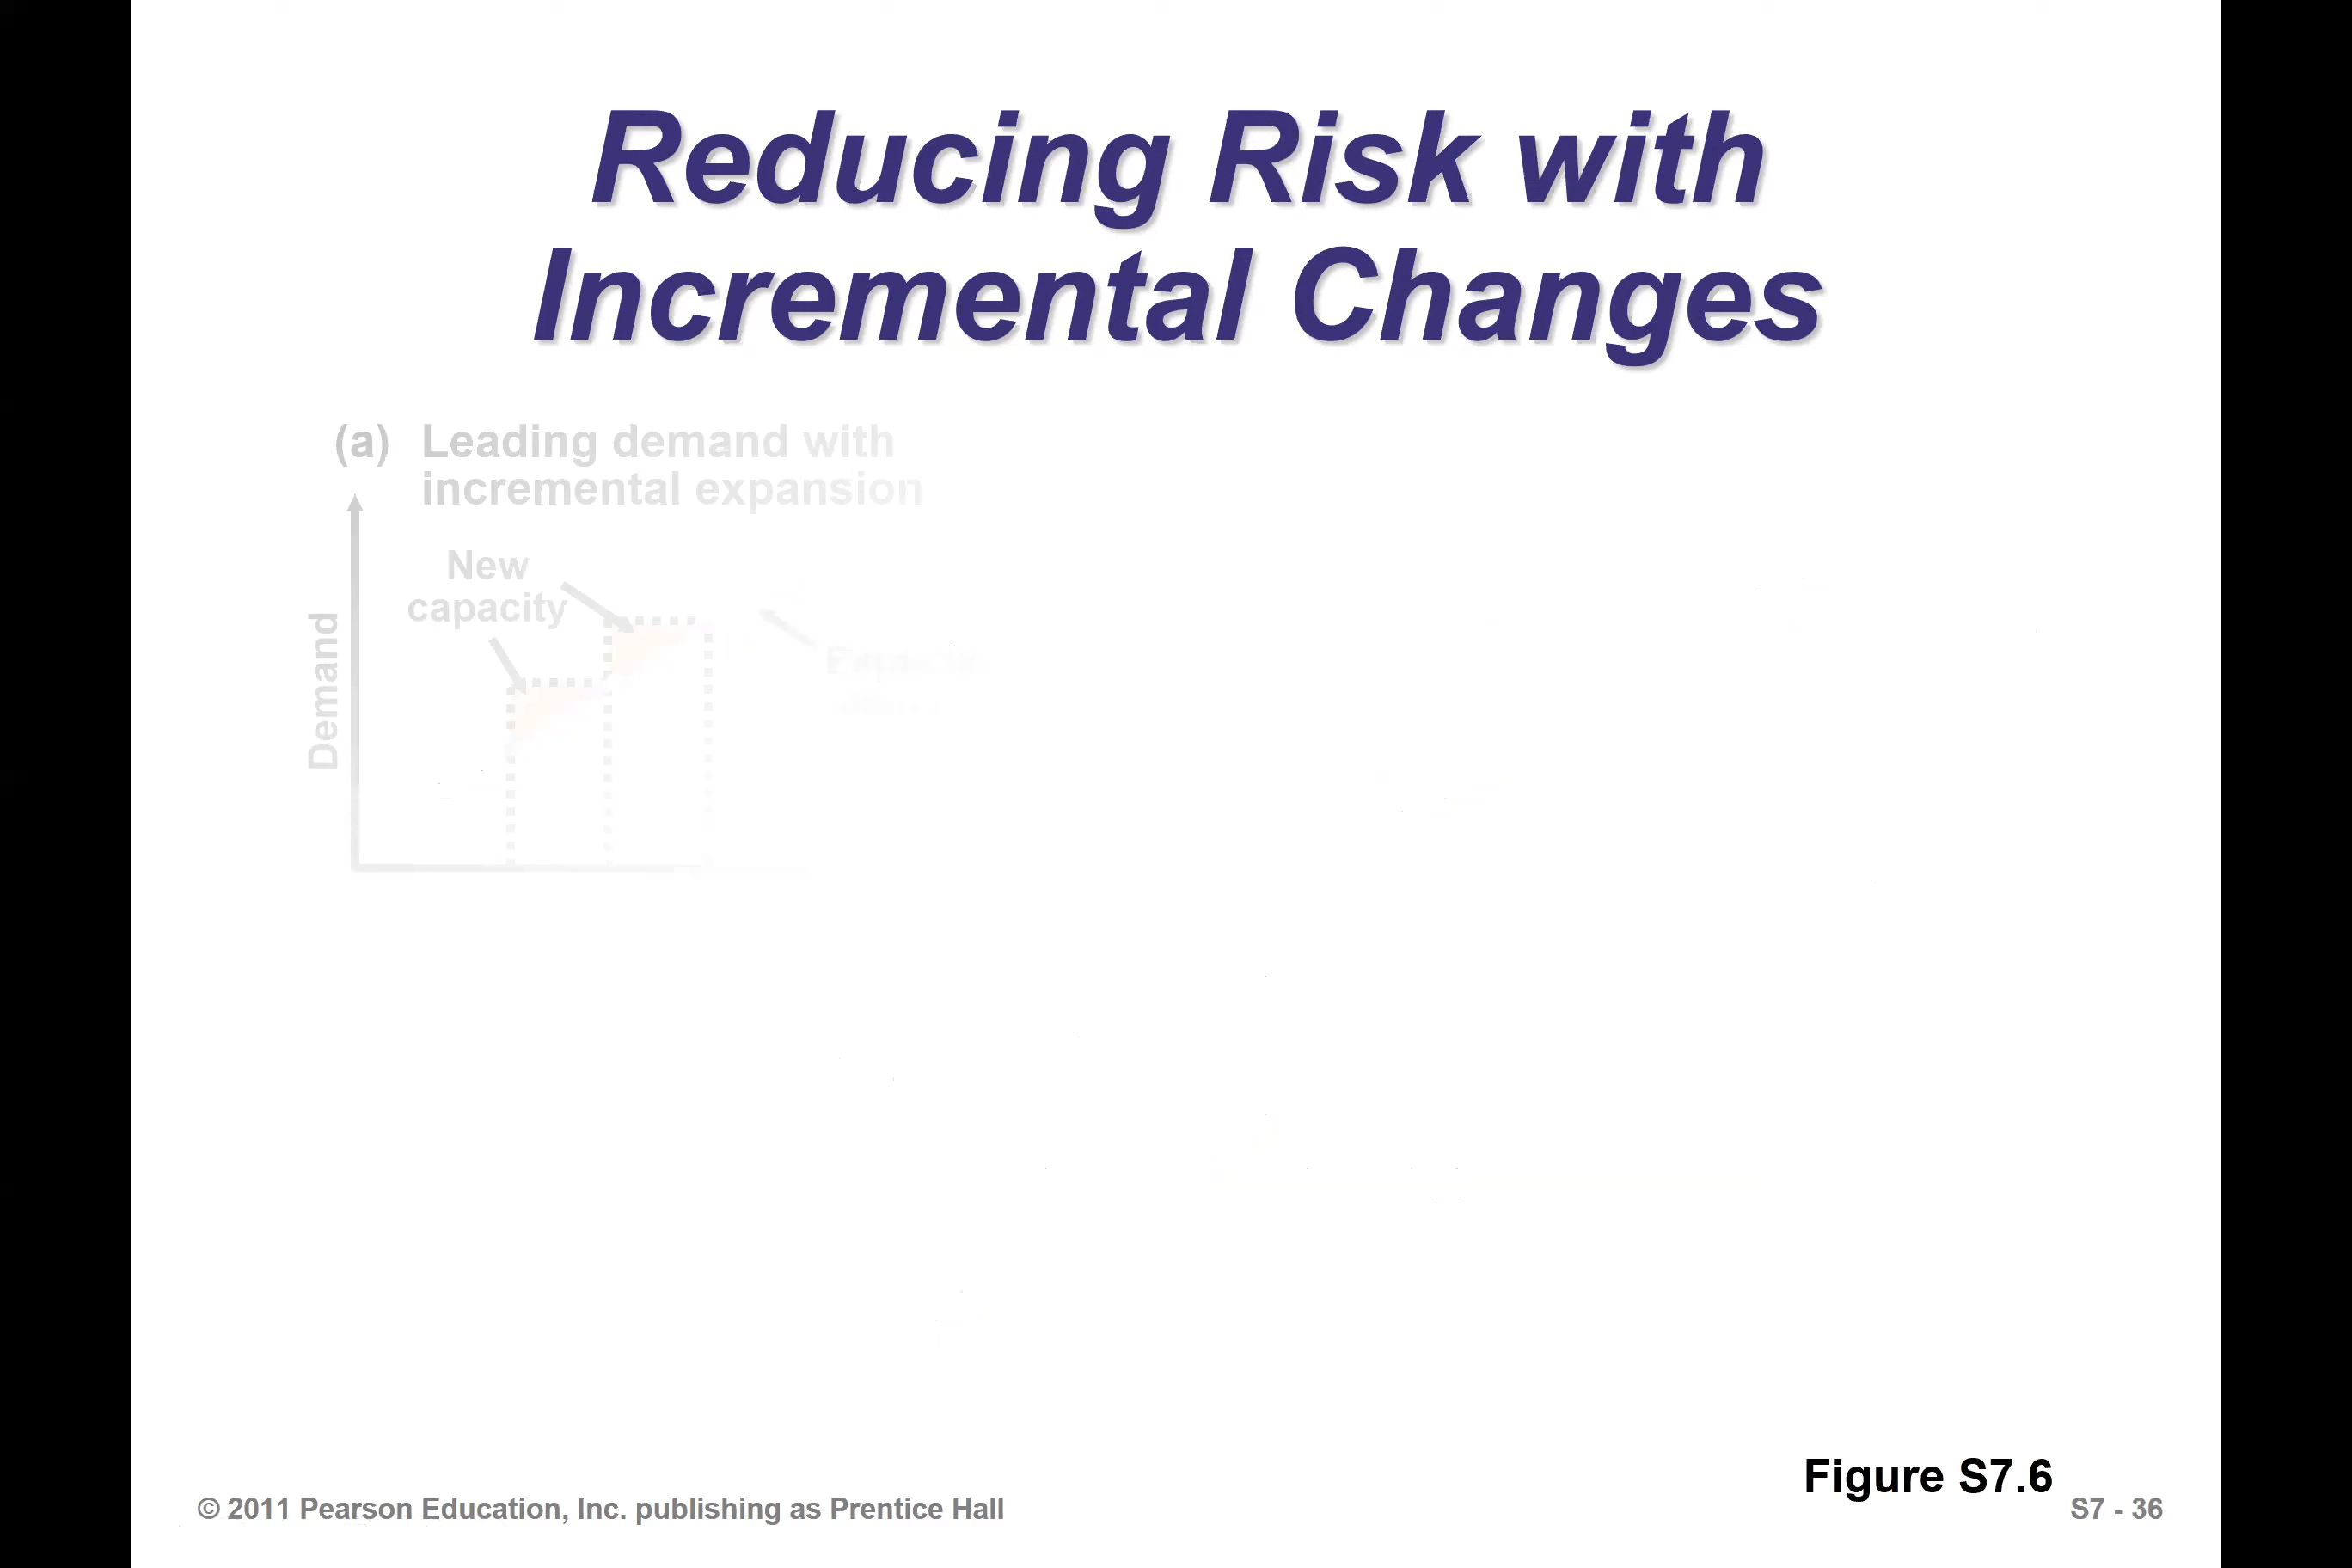 Reducing Risk with
Incremental Changes
(a) Leading demand with
incremental expansion
New
capacity
Demand
Figure S7.6
© 2011 Pearson Education, Inc. publishing as Prentice Hall
S7 - 36